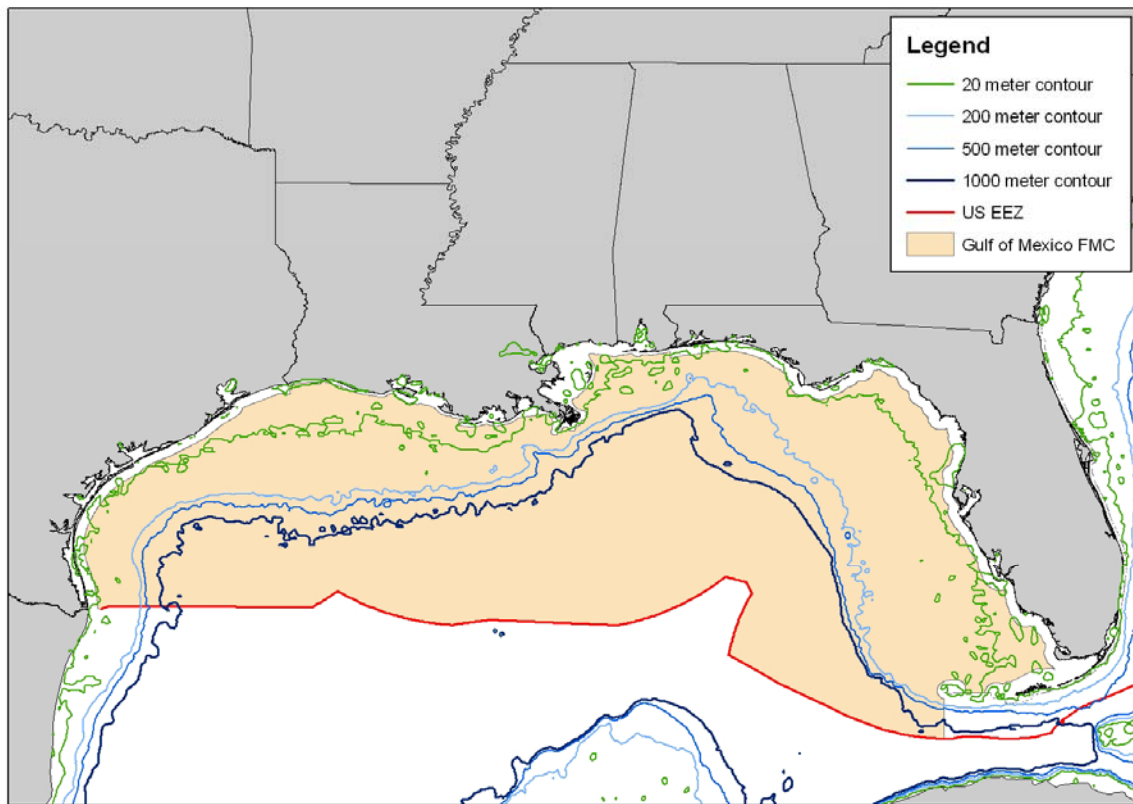 Legend
20 meter contour
200 meter contour
500 meter contour
1000 meter contour
US EEZ
Gulf of Mexico FMC